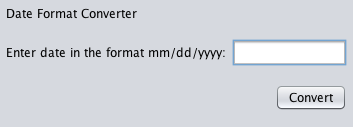 Date Format Converter
Enter date in the format mm/dd/yyyy:
Convert